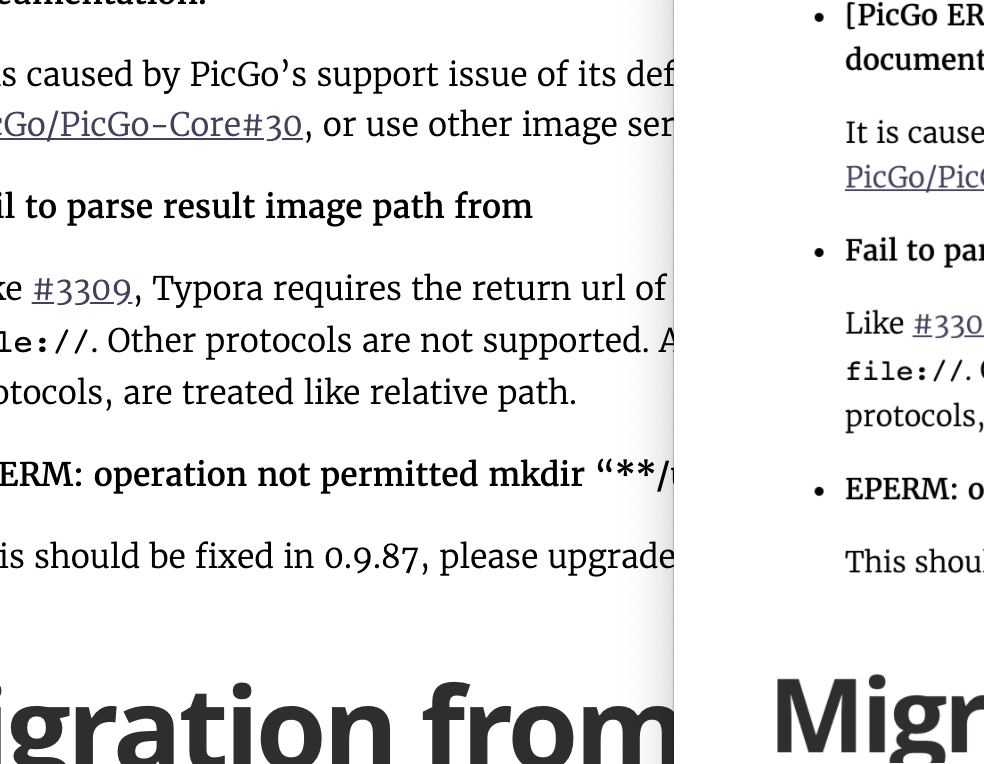 is caused by PicGo’s support issue of its def
cGo/PicGo-Core#30, or use other image ser
il to parse result image path from
ke #3309, Typora requires the return url of
le://. Other protocols are not supported. A
otocols, are treated like relative path.
ERM: operation not permitted mkdir “**/
is should be fixed in 0.9.87, please upgrade
igration from
[PicGo ER
document
It is cause
PicGo/PicG
Fail to par
Like #330
file://.
protocols,
EPERM: o
This shoul
Migr